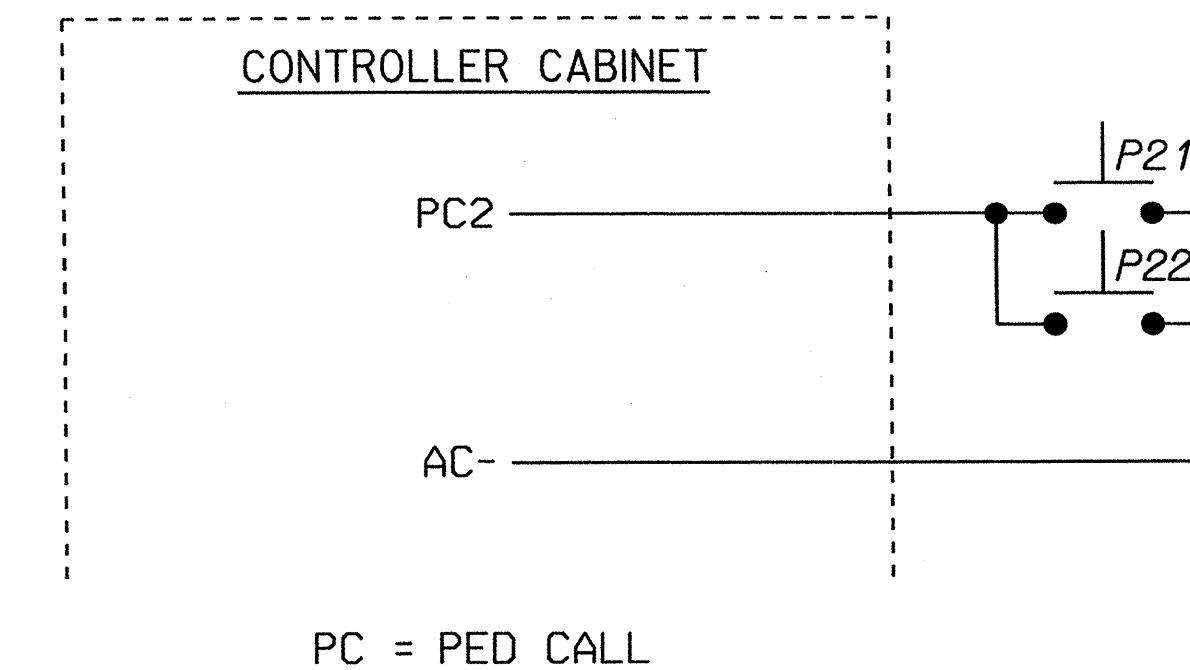 CONTROLLER CABINET
P21
PC2
P22
AC-
PC = PED CALL